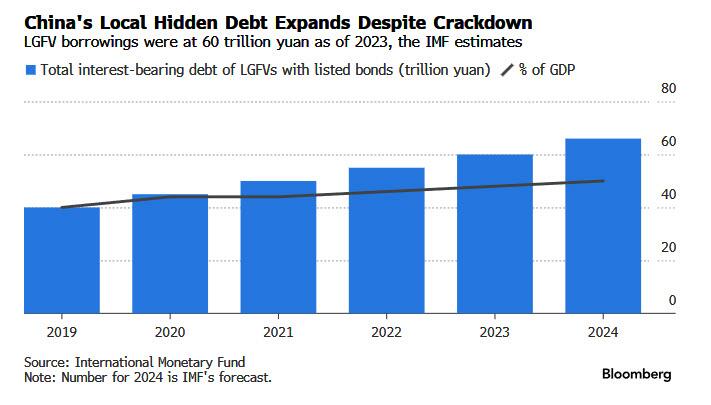 China's Local Hidden Debt Expands Despite Crackdown
LGFV borrowings were at 60 trillion yuan as of 2023, the IMF estimates
Total interest-bearing debt of LGFVs with listed bonds (trillion yuan) % of GDP
80
60
40
20
0
2019 2020 2021 2022 2023 2024
Source: International Monetary Fund
Note: Number for 2024 is IMF's forecast.
Bloomberg